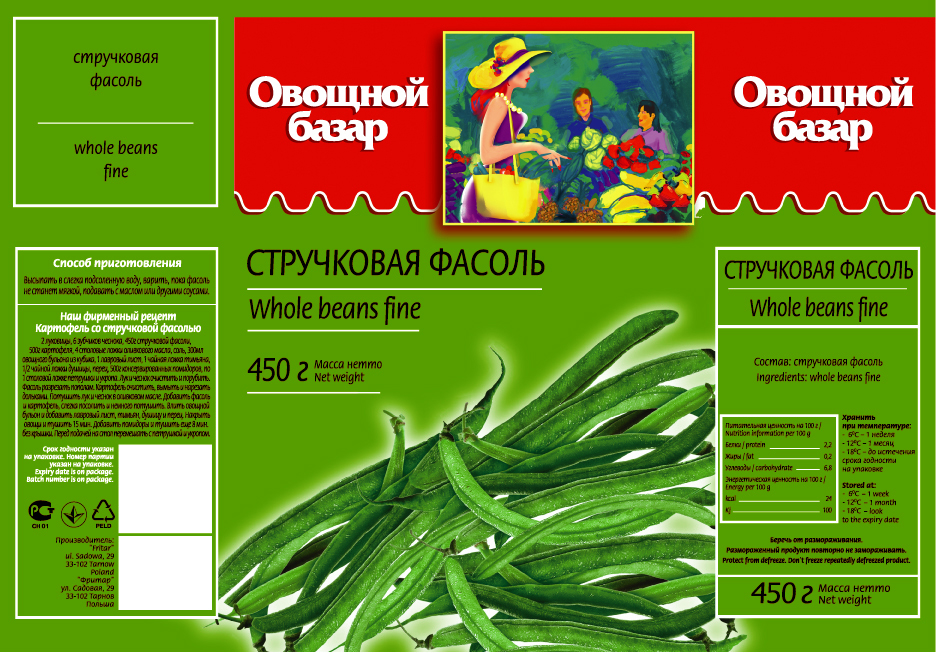 стручковая
фасоль
whole beans
fine
Овощной
базар
Овощной
базар
Способ приготовления
Высыпать в слегка подсоленную воду, варить, пока фасоль
не станет мягкой, подавать с маслом или другими соусами.
Наш фирменный рецепт
Картофель со стручковой фасолью
2 луковицы, 6 зубчиков чеснока, 450г стручковой фасоли,
500г картофеля, 4 столовые ложки оливкового масла, соль, 300мл
овощного бульона из кубика, 1 лавровый лист, 1 чайная ложка тимьяна,
1/2 чайной ложки душицы, перец, 500г консервированных помидоров, по
1 столовой ложке петрушки и укропа. Лук и чеснок очистить и порубить.
Фасоль разрезать пополам. Картофель очистить, вымыть и нарезать
дольками. Потушить лук и чеснок в оливковом масле. Добавить фасоль
и картофель, слегка посолить и немного потушить. Влить овощной
бульон и добавить лавровый лист, тимьян, душицу и перец. Накрыть
овощи и тушить 15 мин. Добавить помидоры и тушить еще 8 мин.
без крышки. Перед подачей на стол перемешать с петрушкой и укропом.
Срок годности указан
на упаковке. Номер партии
указан на упаковке.
Expiry date is on package.
Batch number is on package.
СН 01
PELD
Производитель:
"Fritar"
ul. Sadowa, 29
33-102 Tarnow
Poland
"Фритар"
ул. Садовая, 29
33-102 Тарнов
Польша
СТРУЧКОВАЯ ФАСОЛЬ
Whole beans fine
450 г Масса нетто
Net weight
СТРУЧКОВАЯ ФАСОЛЬ
Whole beans fine
Состав: стручковая фасоль
ingredients: whole beans fine
Питательная ценность на 100 г /
Nutrition information per 100 g
Белки / protein 2,2
Жиры / fat 0,2
Углеводы / carbohydrate 6,8
Энергетическая ценность на 100 г /
Energy per 100 g
kcal 24
Kj 100
Хранить
при температуре:
- 6°C – 1 неделя
- 12°C – 1 месяц
- 18°C – до истечения
срока годности
на упаковке
Stored at:
- 6°C – 1 week
- 12°C – 1 month
- 18°C – look
to the expiry date
Беречь от размораживания.
Размороженный продукт повторно не замораживать.
Protect from defreeze. Don't freeze repeatedly defreezed product.
450 г Масса нетто
Net weight